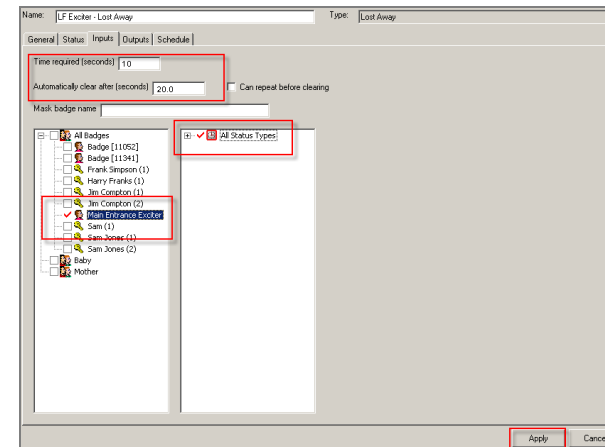 Name: LF Exciter - Lost Away Type: Lost Away
General Status Inputs Outputs Schedule
Time required (seconds) 10
Automatically clear after (seconds) 20.0 Can repeat before clearing
Mask badge name
All Badges All Status Types
Badge [11052]
Badge [11341]
Frank Simpson (1)
Harry Franks (1)
Jim Compton (1)
Jim Compton (2)
Main Entrance Exciter
Sam (1)
Sam Jones (1)
Sam Jones (2)
Baby
Mother
Apply Cance